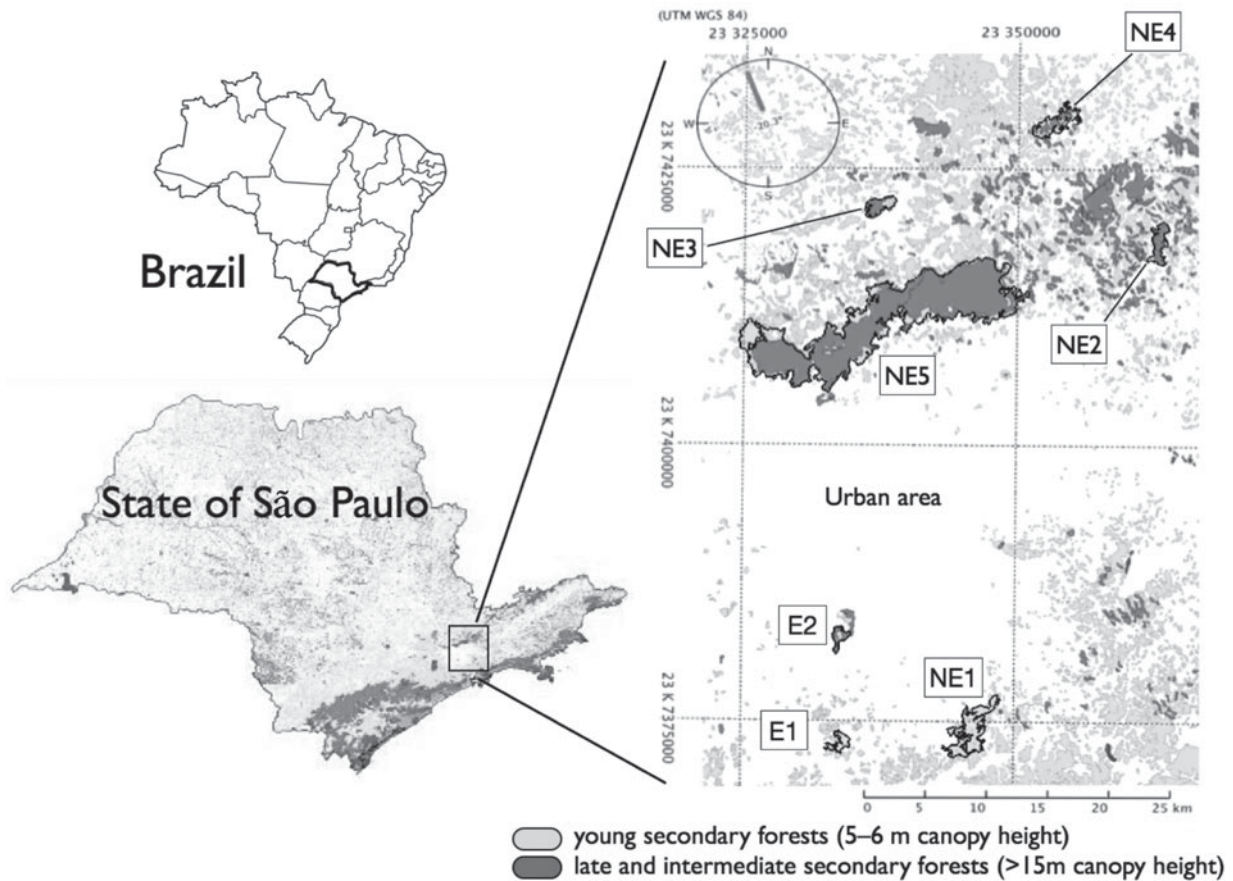 (UTM WGS 84)
23 325000
23 350000
NE4
N
W
E
S
20.3°
23 K 7425000
NE3
NE2
NE5
Brazil
23 K 7400000
State of São Paulo
Urban area
E2
NE1
23 K 7375000
E1
0 5 10 15 20 25 km
young secondary forests (5–6 m canopy height)
late and intermediate secondary forests (>15m canopy height)